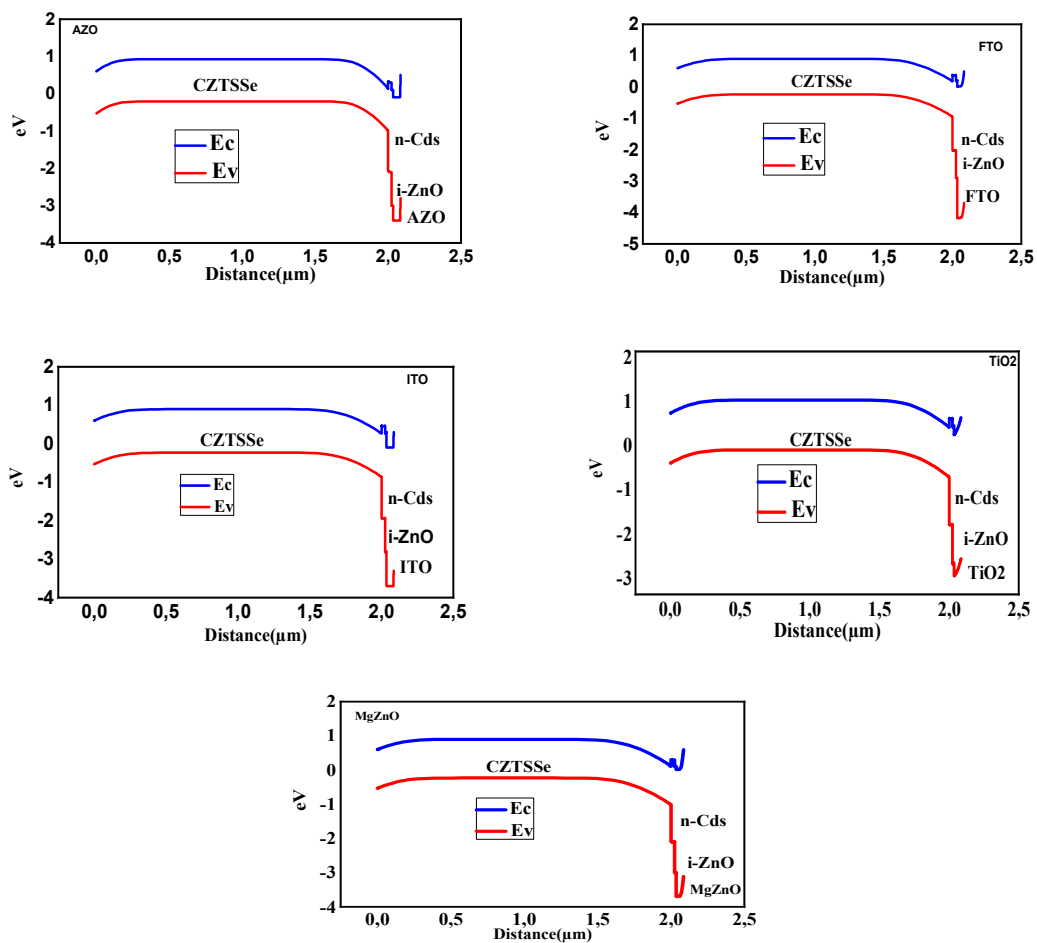 AZO
2
1
0
-1
-2
-3
-4
eV
CZTSSe
Ec
Ev
n-Cds
i-ZnO
AZO
0,0 0,5 1,0 1,5 2,0 2,5
Distance(µm)
FTO
2
1
0
-1
-2
-3
-4
-5
eV
CZTSSe
Ec
Ev
n-Cds
i-ZnO
FTO
0,0 0,5 1,0 1,5 2,0 2,5
Distance(µm)
ITO
2
1
0
-1
-2
-3
-4
eV
CZTSSe
Ec
Ev
n-Cds
i-ZnO
ITO
0,0 0,5 1,0 1,5 2,0 2,5
Distance(µm)
TiO2
2
1
0
-1
-2
-3
eV
CZTSSe
Ec
Ev
n-Cds
i-ZnO
TiO2
0,0 0,5 1,0 1,5 2,0 2,5
Distance(µm)
MgZnO
2
1
0
-1
-2
-3
-4
eV
CZTSSe
Ec
Ev
n-Cds
i-ZnO
MgZnO
0,0 0,5 1,0 1,5 2,0 2,5
Distance(µm)